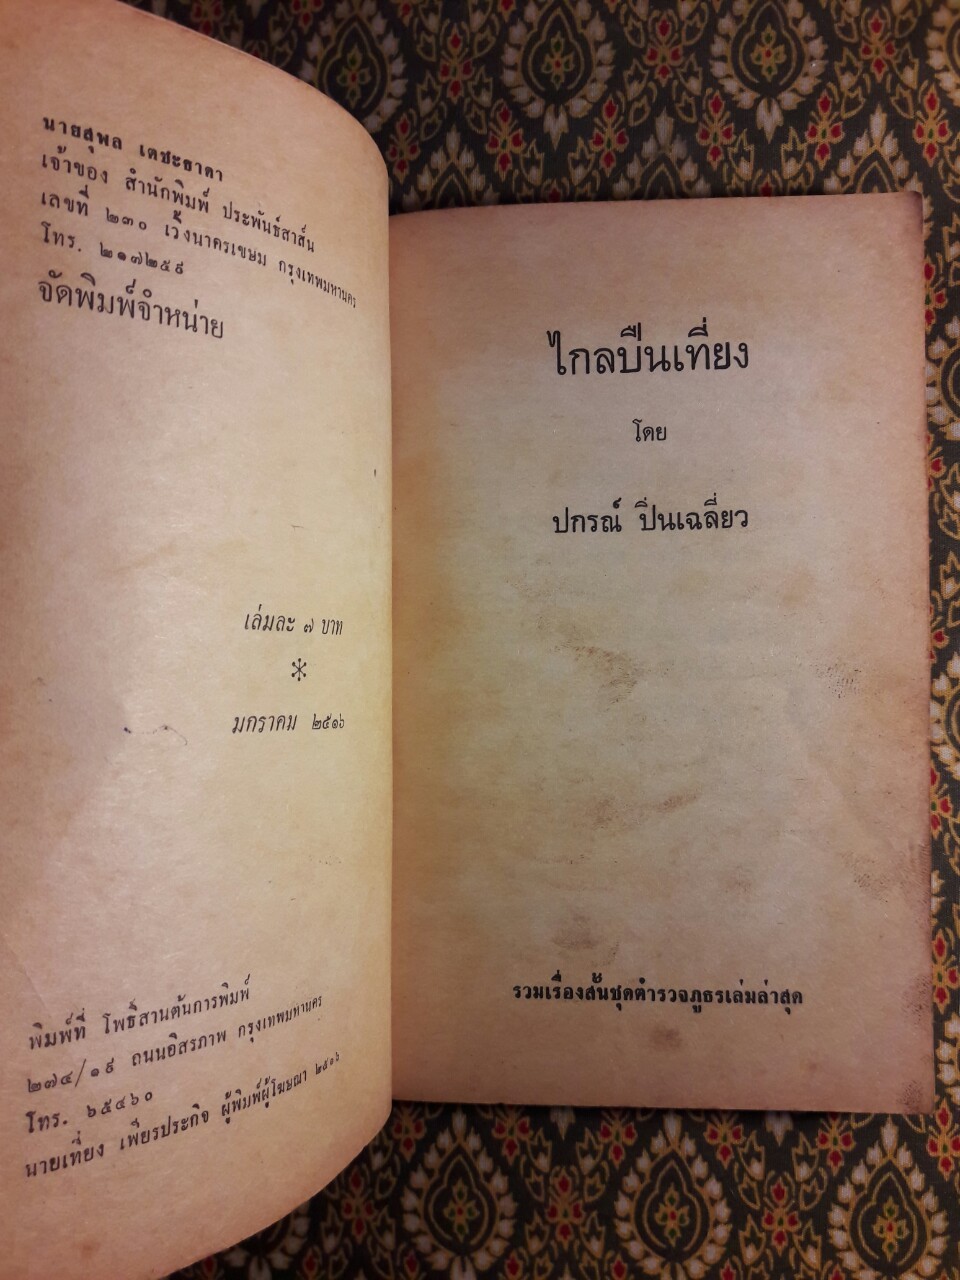 นายสุพล เตชะธาดา
เจ้าของ สำนักพิมพ์ ประพันธ์สาส์น
เลขที่ ๒๓๐ เวิ้งนาครเขษม กรุงเทพมหานคร
โทร. ๒๑๗๒๕๘
จัดพิมพ์จำหน่าย
เล่มละ ๗ บาท
มกราคม ๒๕๑๖
พิมพ์ที่ โพธิ์สามต้นการพิมพ์
๒๗๔/๑๙ ถนนอิสรภาพ กรุงเทพมหานคร
โทร. ๖๕๔๖๐
นายเที่ยง เพียรประกิจ ผู้พิมพ์ผู้โฆษณา ๒๕๑๖
ไกลปืนเที่ยง
โดย
ปกรณ์ ปิ่นเฉลียว
รวมเรื่องสั้นชุดตำรวจภูธรเล่มล่าสุด